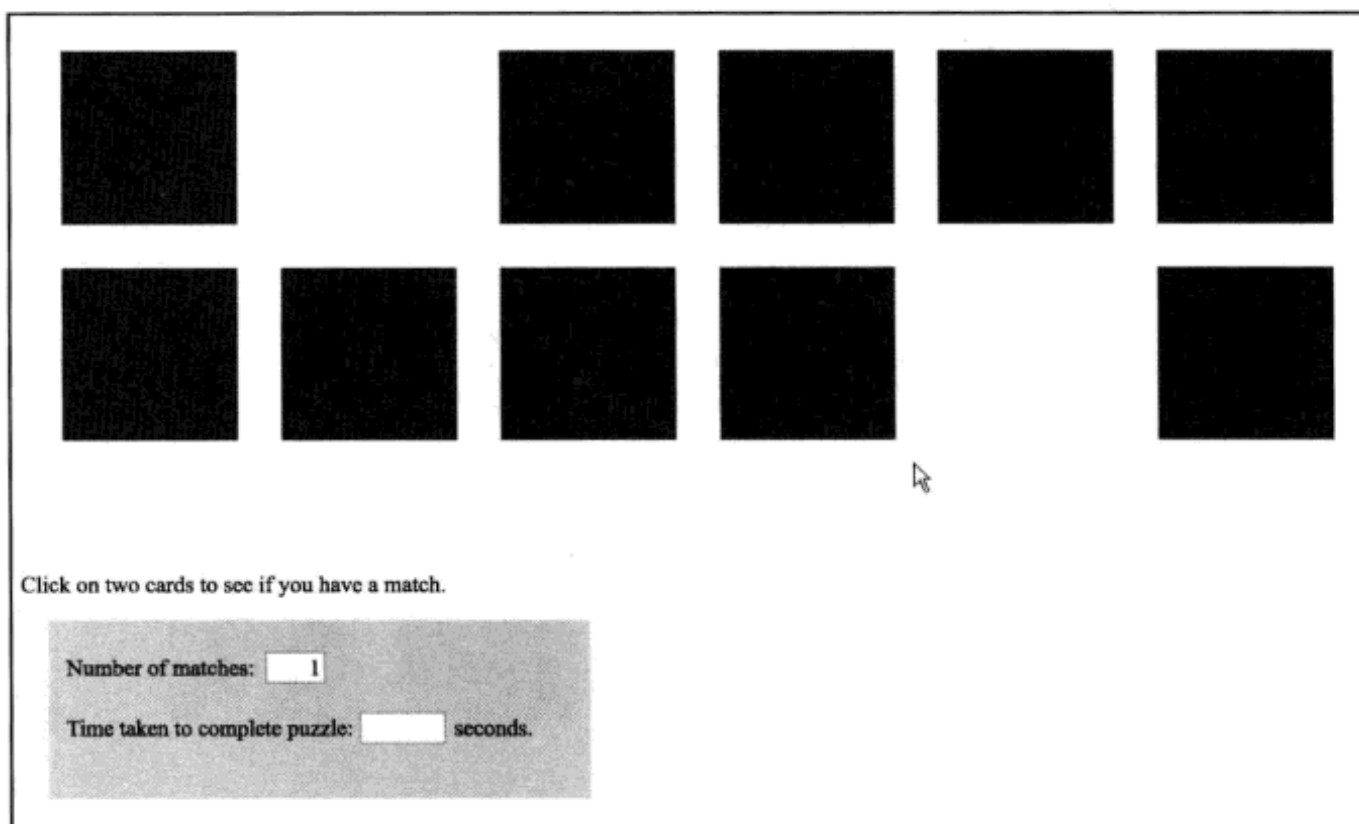 Click on two cards to see if you have a match.
Number of matches: 1
Time taken to complete puzzle: seconds.